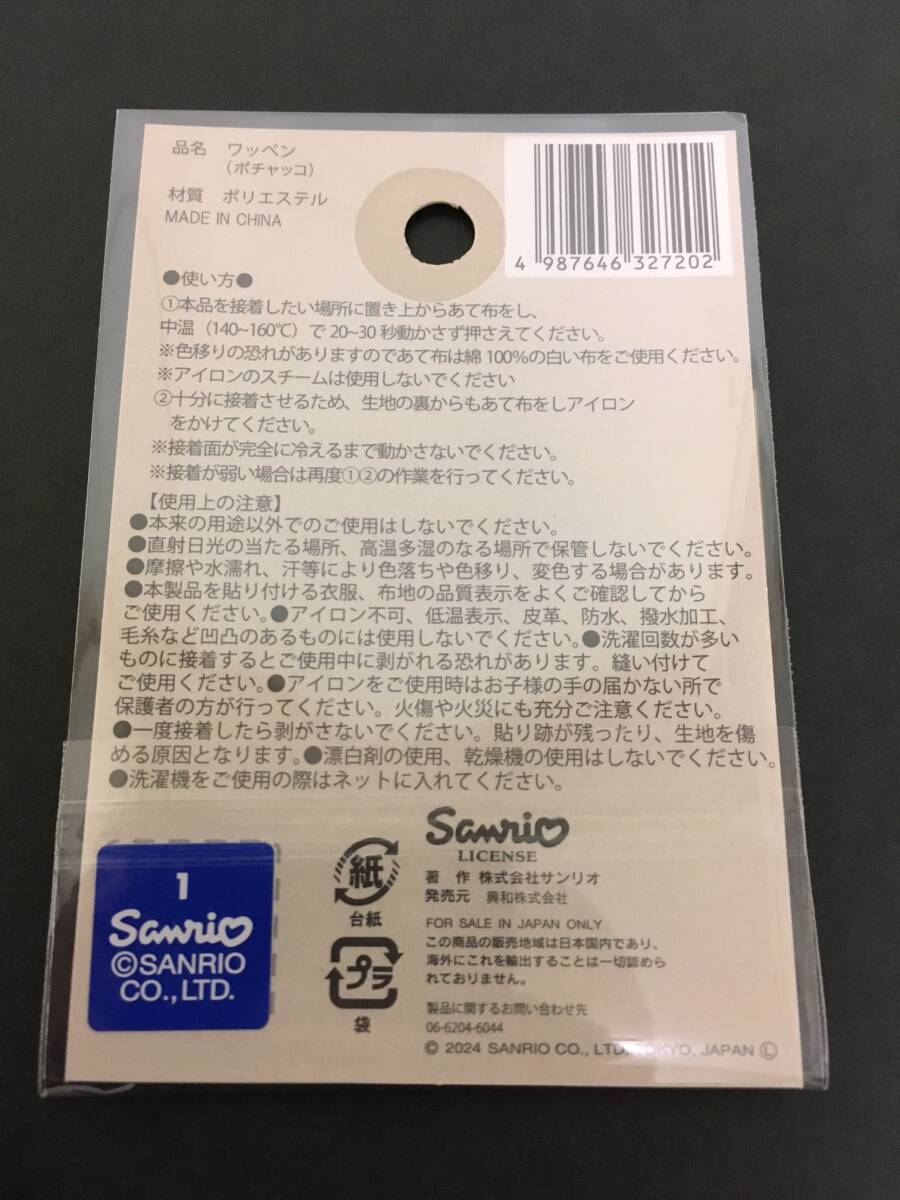 品名 ワッペン
（ポチャッコ）
材質 ポリエステル
MADE IN CHINA
4 987646 327202
●使い方●
①本品を接着したい場所に置き上からあて布をし、
中温（140~160℃）で20~30秒動かさず押さえてください。
※色移りの恐れがありますのであて布は綿100%の白い布をご使用ください。
※アイロンのスチームは使用しないでください
②十分に接着させるため、生地の裏からもあて布をしアイロン
をかけてください。
※接着面が完全に冷えるまで動かさないでください。
※接着が弱い場合は再度①②の作業を行ってください。
【使用上の注意】
●本来の用途以外でのご使用はしないでください。
●直射日光の当たる場所、高温多湿のなる場所で保管しないでください。
●摩擦や水濡れ、汗等により色落ちや色移り、変色する場合があります。
●本製品を貼り付ける衣服、布地の品質表示をよくご確認してから
ご使用ください。●アイロン不可、低温表示、皮革、防水、撥水加工、
毛糸など凹凸のあるものには使用しないでください。●洗濯回数が多い
ものに接着するとご使用中に剥がれる恐れがあります。縫い付けて
ご使用ください。●アイロンをご使用時はお子様の手の届かない所で
保護者の方が行ってください。火傷や火災にも充分ご注意ください。
●一度接着したら剥がさないでください。貼り跡が残ったり、生地を傷
める原因となります。●漂白剤の使用、乾燥機の使用はしないでください。
●洗濯機をご使用の際はネットに入れてください。
1
Sanrio
©SANRIO
CO.,LTD.
紙
台紙
プラ
袋
Sanrio
LICENSE
著 作 株式会社サンリオ
発売元 興和株式会社
FOR SALE IN JAPAN ONLY
この商品の販売地域は日本国内であり、
海外にこれを輸出することは一切認めら
れておりません。
製品に関するお問い合わせ先
06-6204-6044
© 2024 SANRIO CO., LTD. TOKYO, JAPAN Ⓛ